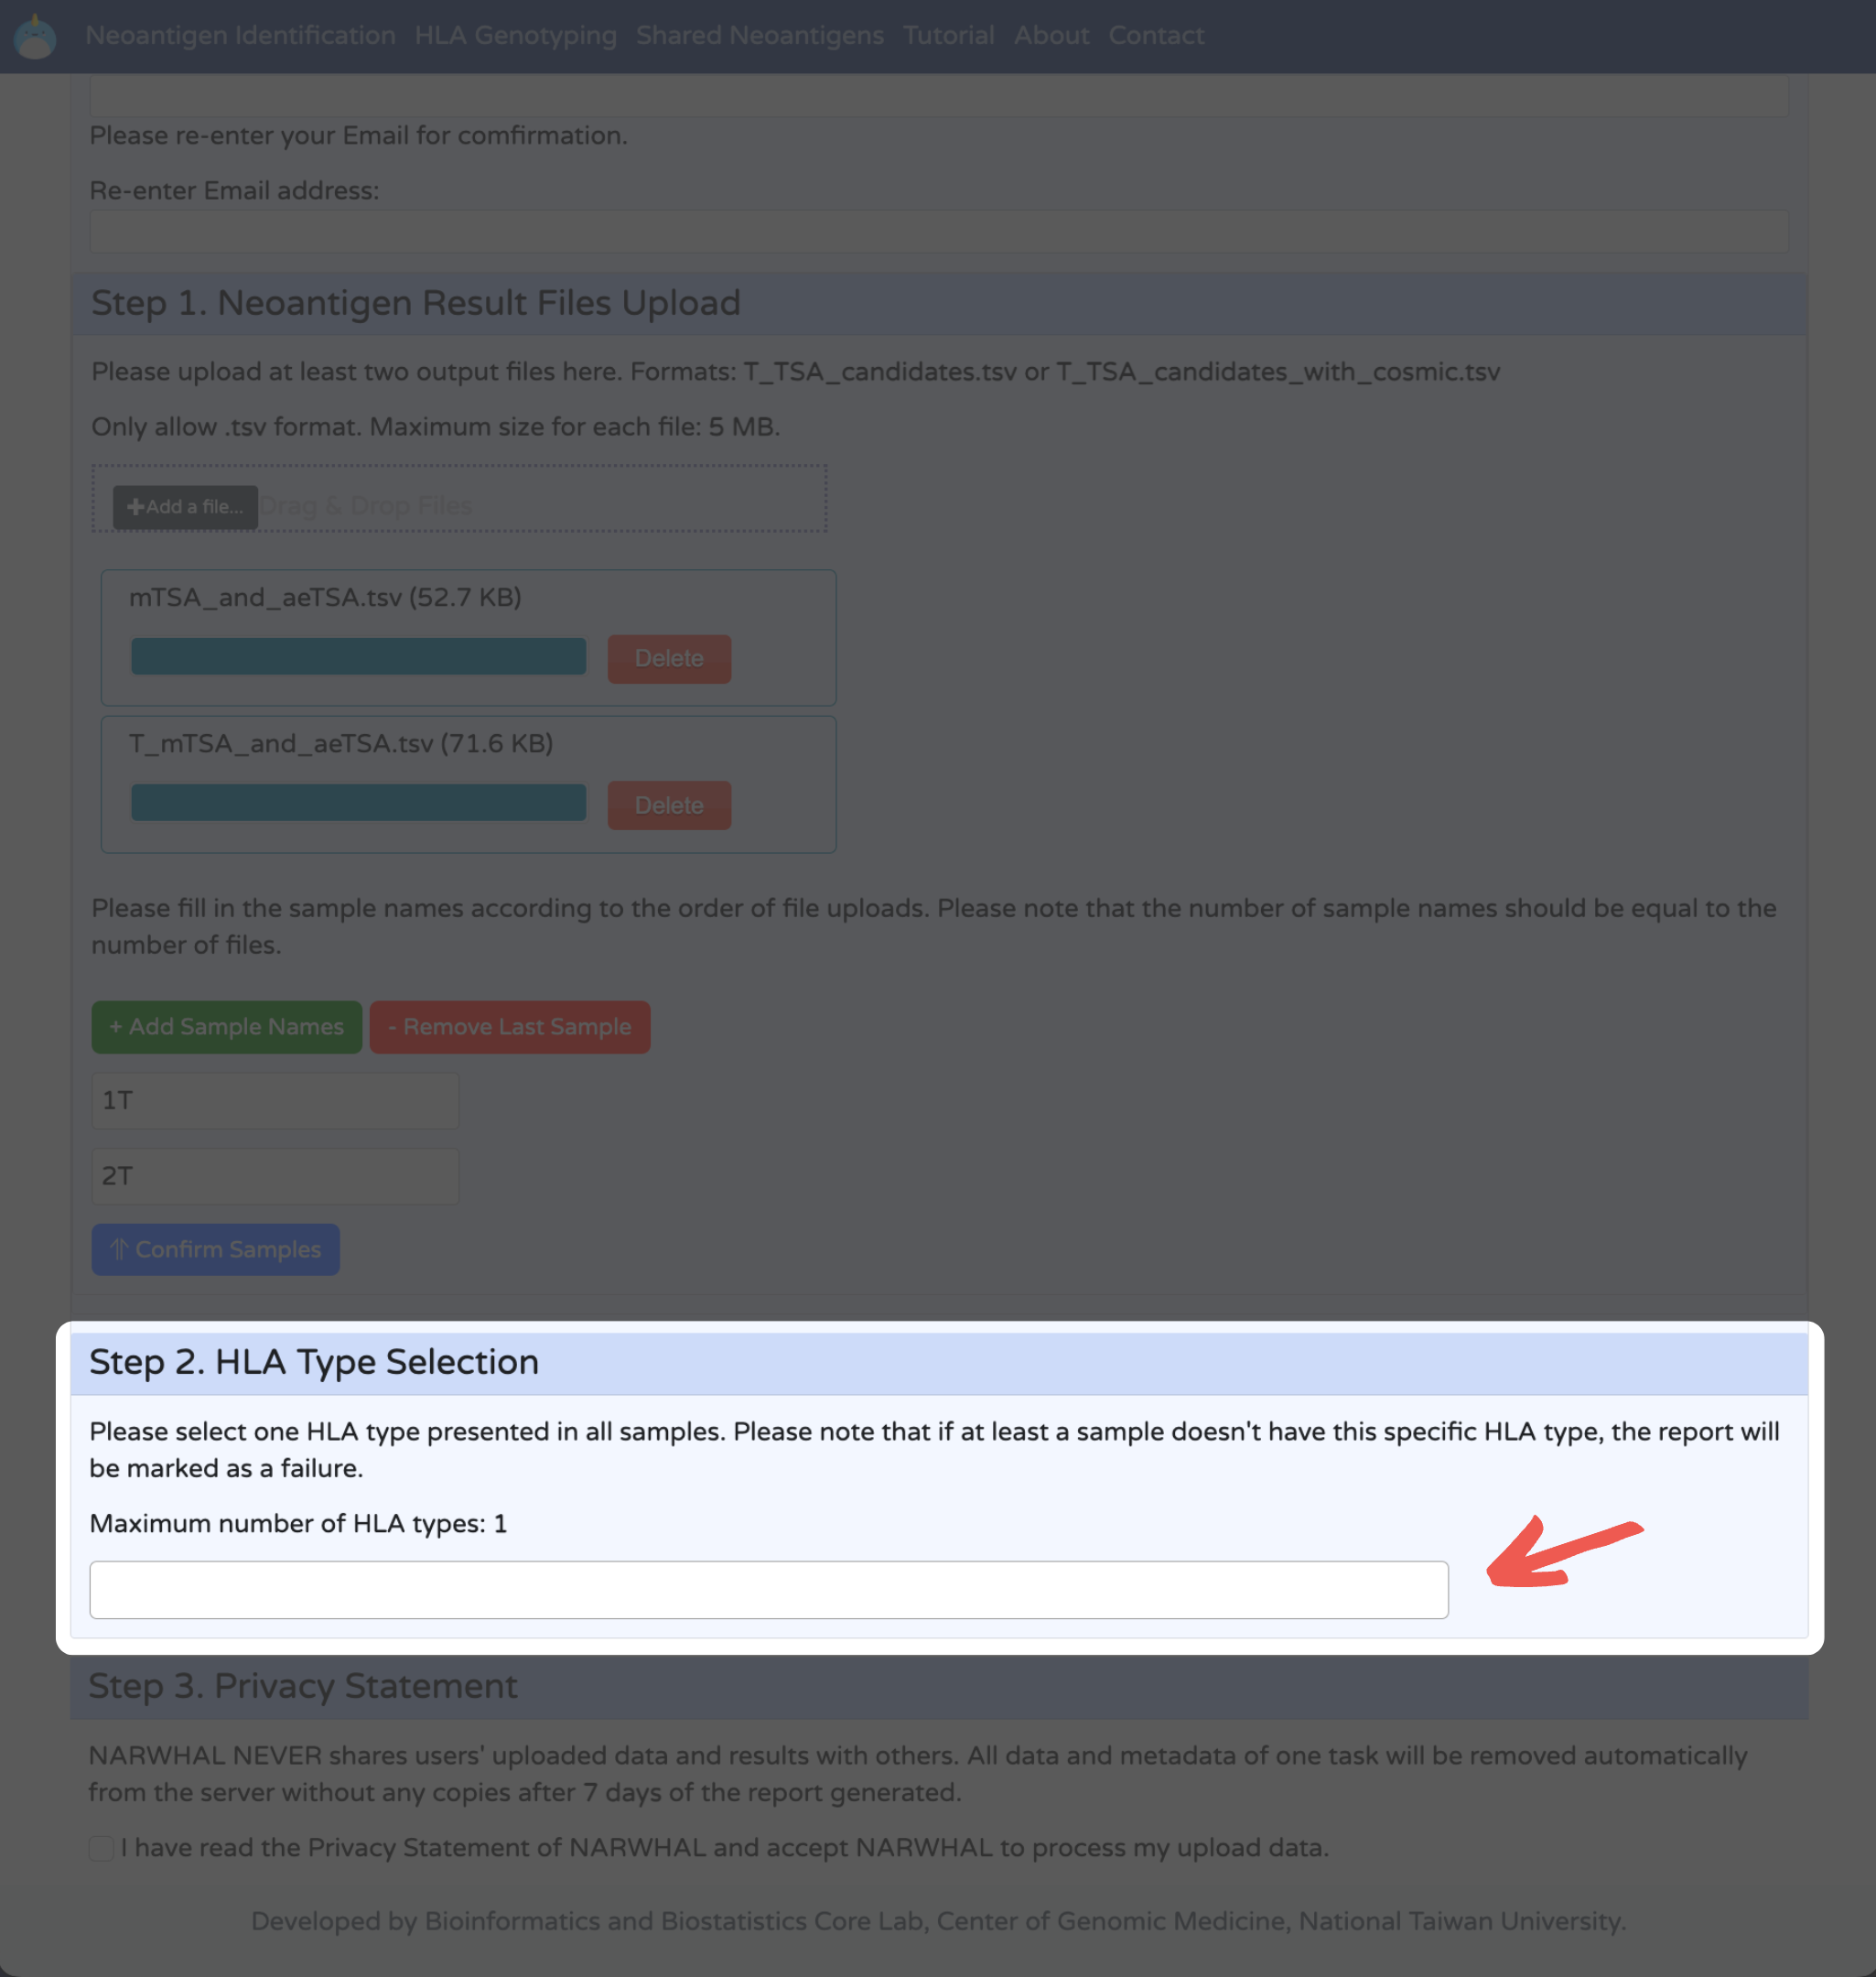 Neoantigen Identification HLA Genotyping Shared Neoantigens Tutorial About Contact
Please re-enter your Email for comfirmation.
Re-enter Email address:
Step 1. Neoantigen Result Files Upload
Please upload at least two output files here. Formats: T_TSA_candidates.tsv or T_TSA_candidates_with_cosmic.tsv
Only allow .tsv format. Maximum size for each file: 5 MB.
+Add a file... Drag & Drop Files
mTSA_and_aeTSA.tsv (52.7 KB)
Delete
T_mTSA_and_aeTSA.tsv (71.6 KB)
Delete
Please fill in the sample names according to the order of file uploads. Please note that the number of sample names should be equal to the
number of files.
+ Add Sample Names - Remove Last Sample
1T
2T
⥣ Confirm Samples
Step 2. HLA Type Selection
Please select one HLA type presented in all samples. Please note that if at least a sample doesn't have this specific HLA type, the report will
be marked as a failure.
Maximum number of HLA types: 1
Step 3. Privacy Statement
NARWHAL NEVER shares users' uploaded data and results with others. All data and metadata of one task will be removed automatically
from the server without any copies after 7 days of the report generated.
I have read the Privacy Statement of NARWHAL and accept NARWHAL to process my upload data.
Developed by Bioinformatics and Biostatistics Core Lab, Center of Genomic Medicine, National Taiwan University.